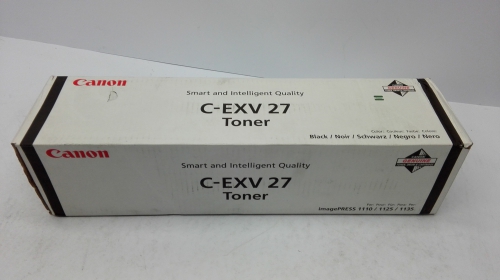 Canon
Smart and Intelligent Quality
C-EXV 27
Toner
Black / Noir / Schwarz / Negro / Nero
Canon
Smart and Intelligent Quality
C-EXV 27
Toner
GENUINE
imagePRESS 1110 / 1125 / 1135